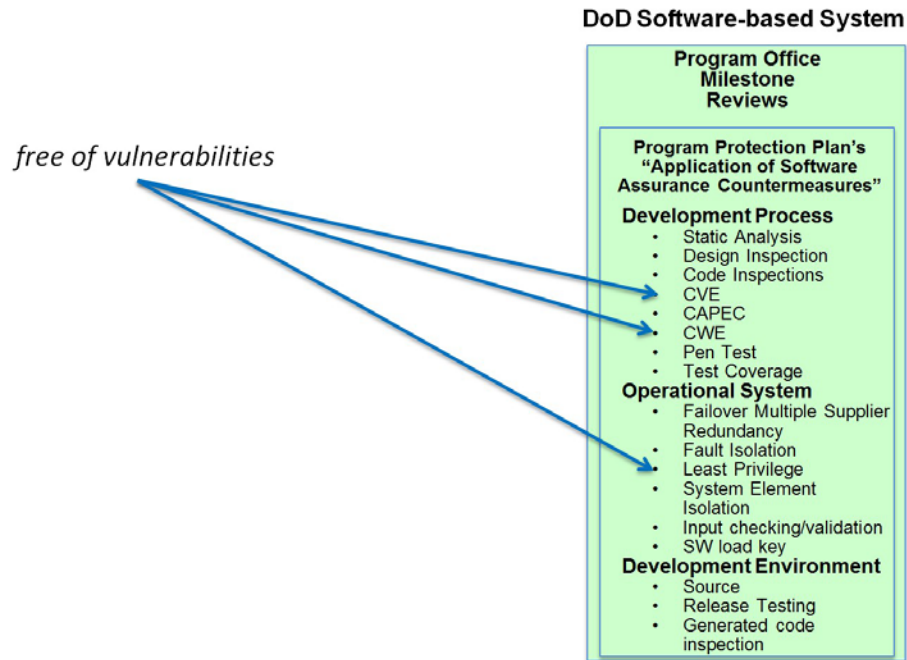 DoD Software-based System
Program Office
Milestone
Reviews
free of vulnerabilities
Program Protection Plan's
“Application of Software
Assurance Countermeasures”
Development Process
• Static Analysis
• Design Inspection
• Code Inspections
• CVE
• CAPEC
• CWE
• Pen Test
• Test Coverage
Operational System
• Failover Multiple Supplier
Redundancy
• Fault Isolation
• Least Privilege
• System Element
Isolation
• Input checking/validation
• SW load key
Development Environment
• Source
• Release Testing
• Generated code
inspection